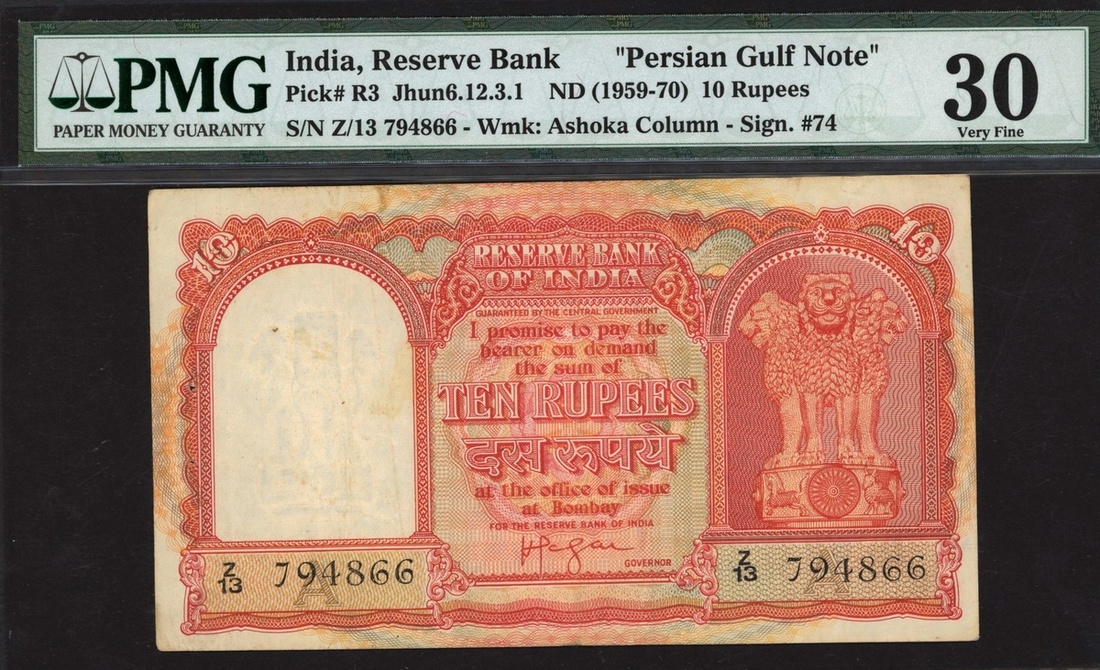 PMG
PAPER MONEY GUARANTY
India, Reserve Bank "Persian Gulf Note"
Pick# R3 Jhun6.12.3.1 ND (1959-70) 10 Rupees
S/N Z/13 794866 - Wmk: Ashoka Column - Sign. #74
30
Very Fine
10
10
RESERVE BANK
OF INDIA
GUARANTEED BY THE CENTRAL GOVERNMENT
I promise to pay the
bearer on demand
the sum of
TEN RUPEES
दस रुपये
at the office of issue
at Bombay
FOR THE RESERVE BANK OF INDIA
GOVERNOR
Z/13 794866
A
Z/13 794866
A